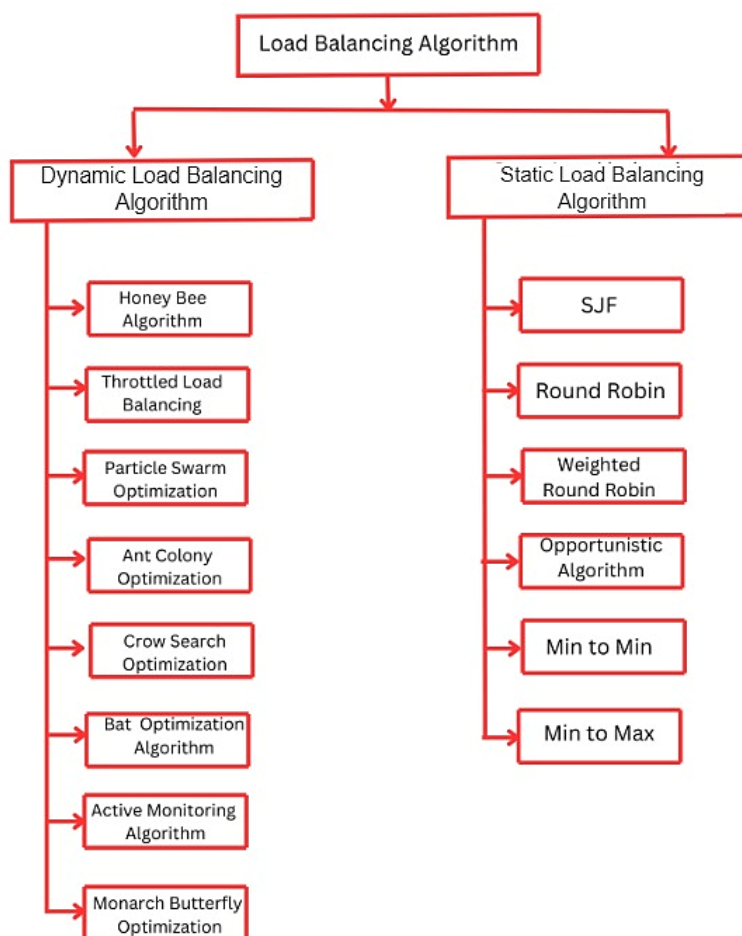 Load Balancing Algorithm
Dynamic Load Balancing
Algorithm
Static Load Balancing
Algorithm
Honey Bee
Algorithm
Throttled Load
Balancing
Particle Swarm
Optimization
Ant Colony
Optimization
Crow Search
Optimization
Bat Optimization
Algorithm
Active Monitoring
Algorithm
Monarch Butterfly
Optimization
SJF
Round Robin
Weighted
Round Robin
Opportunistic
Algorithm
Min to Min
Min to Max